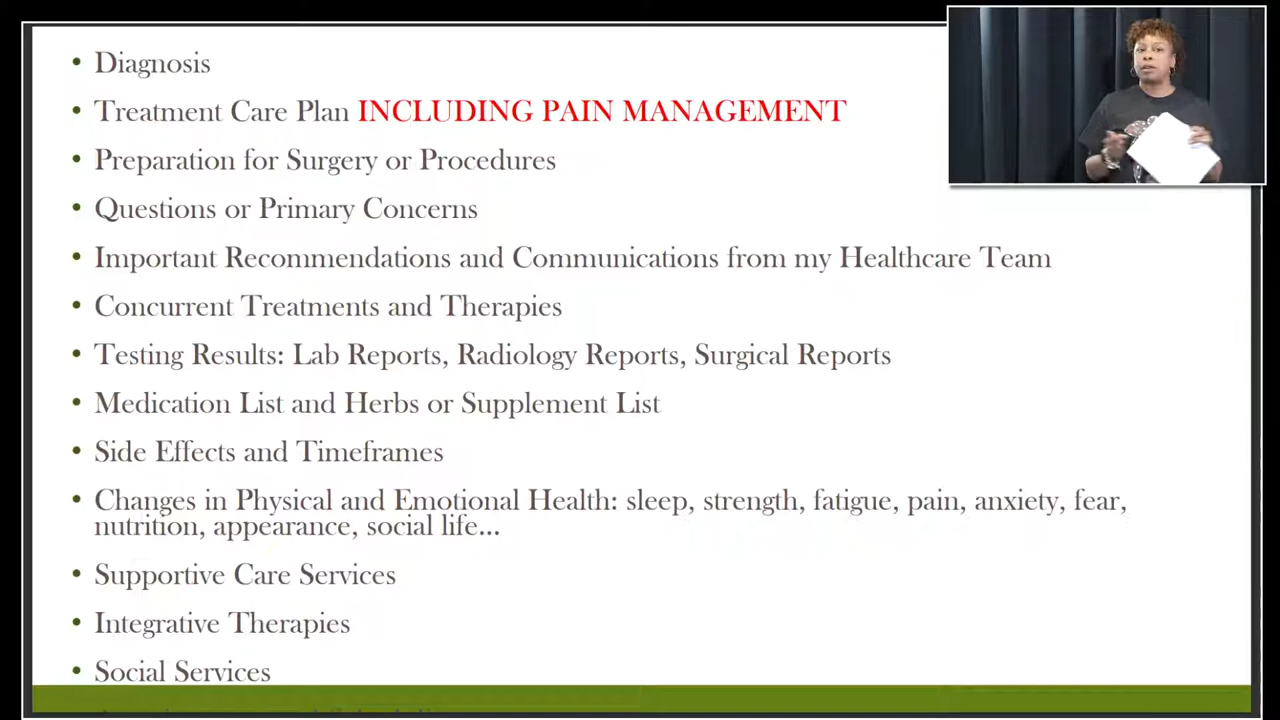 • Diagnosis
• Treatment Care Plan INCLUDING PAIN MANAGEMENT
• Preparation for Surgery or Procedures
• Questions or Primary Concerns
• Important Recommendations and Communications from my Healthcare Team
• Concurrent Treatments and Therapies
• Testing Results: Lab Reports, Radiology Reports, Surgical Reports
• Medication List and Herbs or Supplement List
• Side Effects and Timeframes
• Changes in Physical and Emotional Health: sleep, strength, fatigue, pain, anxiety, fear,
nutrition, appearance, social life...
• Supportive Care Services
• Integrative Therapies
• Social Services